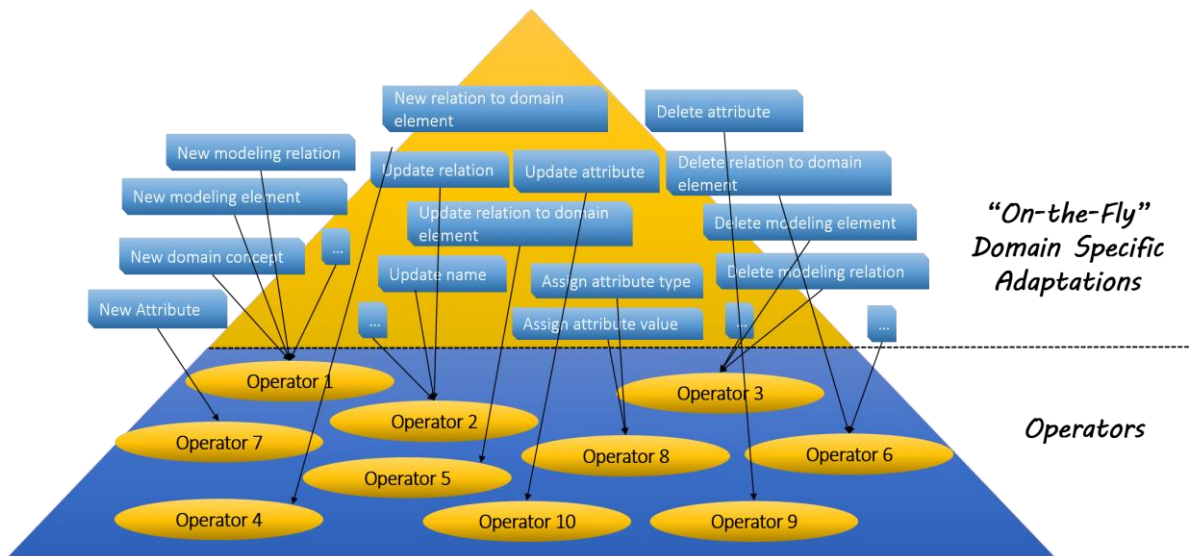 New relation to domain
element
Delete attribute
New modeling relation
Update relation
Update attribute
Delete relation to domain
element
New modeling element
Update relation to domain
element
Delete modeling element
New domain concept
...
Update name
Assign attribute type
Delete modeling relation
New Attribute
...
Assign attribute value
...
...
"On-the-Fly"
Domain Specific
Adaptations
Operator 1
Operator 3
Operator 2
Operator 7
Operator 8
Operator 6
Operator 5
Operator 4
Operator 10
Operator 9
Operators